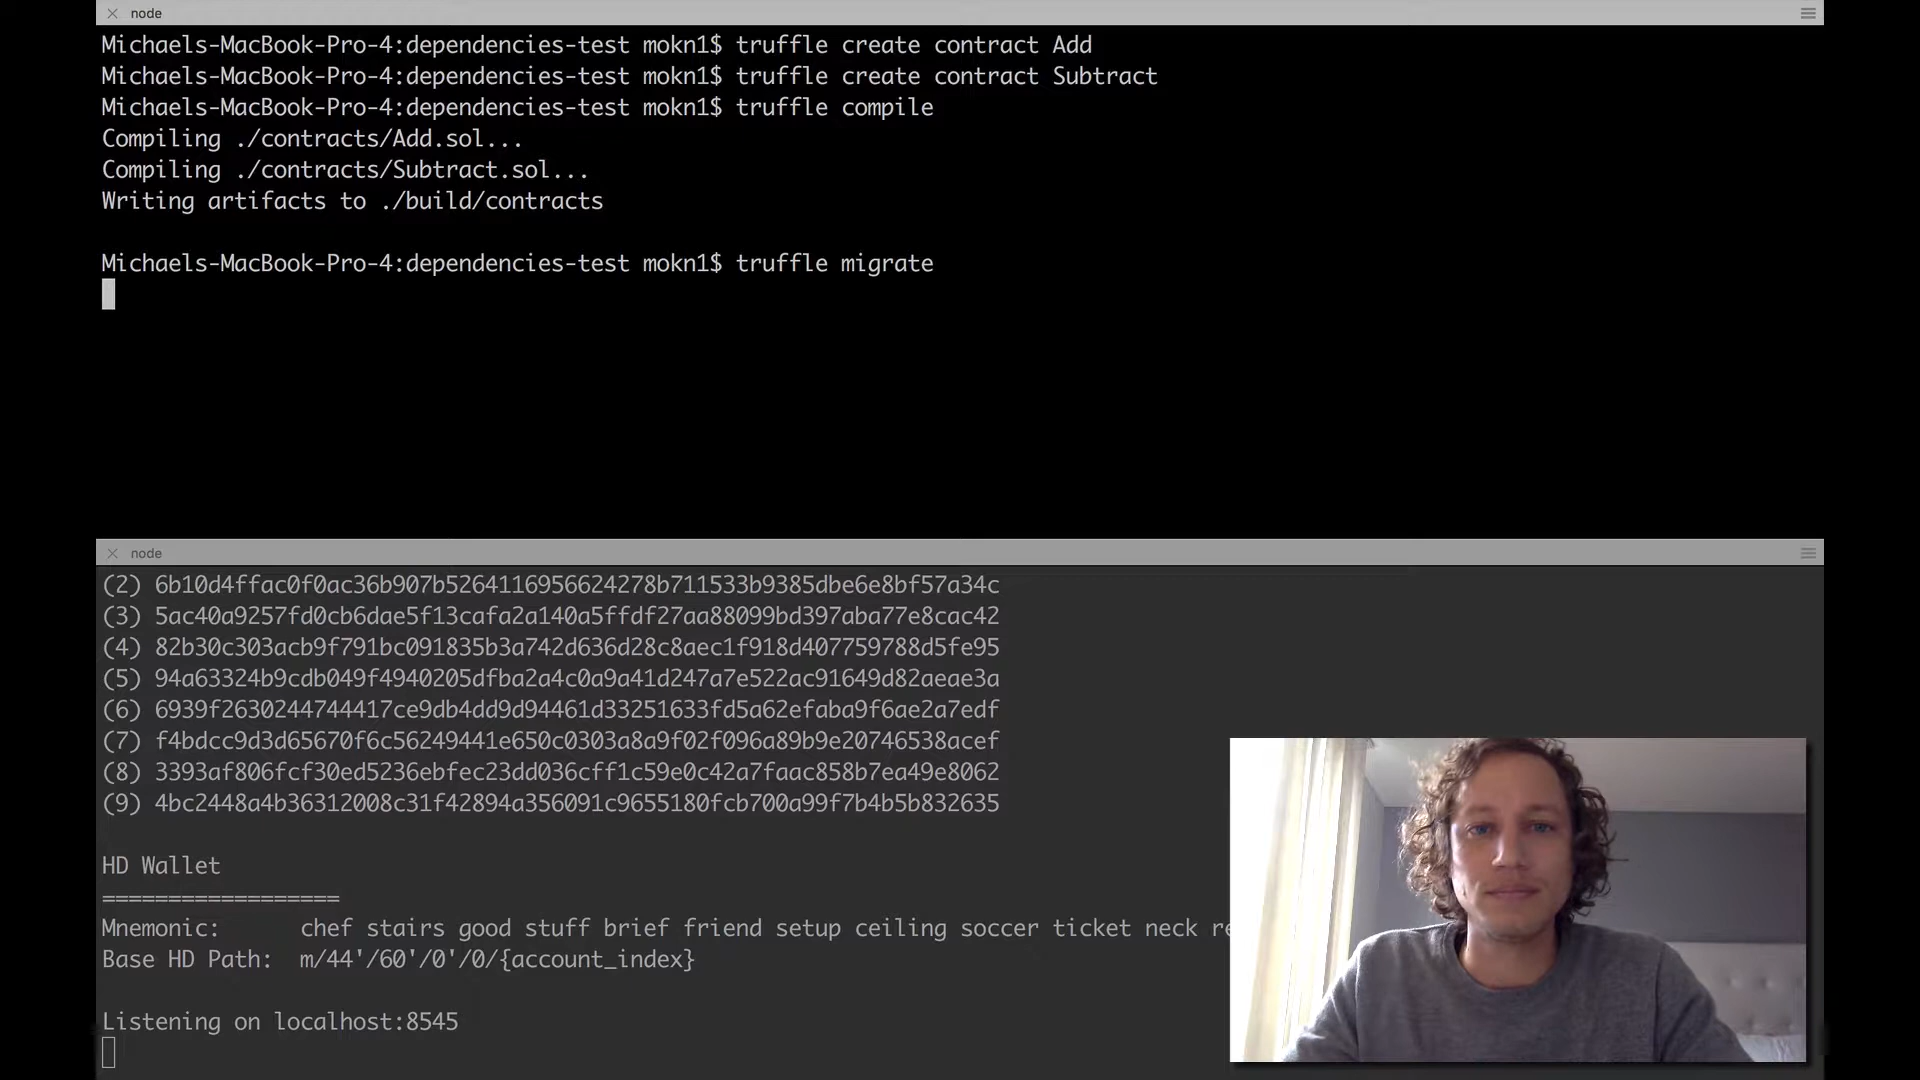 node
Michaels-MacBook-Pro-4:dependencies-test mokn1$ truffle create contract Add
Michaels-MacBook-Pro-4:dependencies-test mokn1$ truffle create contract Subtract
Michaels-MacBook-Pro-4:dependencies-test mokn1$ truffle compile
Compiling ./contracts/Add.sol...
Compiling ./contracts/Subtract.sol...
Writing artifacts to ./build/contracts
Michaels-MacBook-Pro-4:dependencies-test mokn1$ truffle migrate
node
(2) 6b10d4ffac0f0ac36b907b5264116956624278b711533b9385dbe6e8bf57a34c
(3) 5ac40a9257fd0cb6dae5f13cafa2a140a5ffdf27aa88099bd397aba77e8cac42
(4) 82b30c303acb9f791bc091835b3a742d636d28c8aec1f918d407759788d5fe95
(5) 94a63324b9cdb049f4940205dfba2a4c0a9a41d247a7e522ac91649d82aeae3a
(6) 6939f2630244744417ce9db4dd9d94461d33251633fd5a62efaba9f6ae2a7edf
(7) f4bdcc9d3d65670f6c56249441e650c0303a8a9f02f096a89b9e20746538acef
(8) 3393af806fcf30ed5236ebfec23dd036cff1c59e0c42a7faac858b7ea49e8062
(9) 4bc2448a4b36312008c31f42894a356091c9655180fcb700a99f7b4b5b832635
HD Wallet
==================
Mnemonic: chef stairs good stuff brief friend setup ceiling soccer ticket neck
Base HD Path: m/44'/60'/0'/0/{account_index}
Listening on localhost:8545